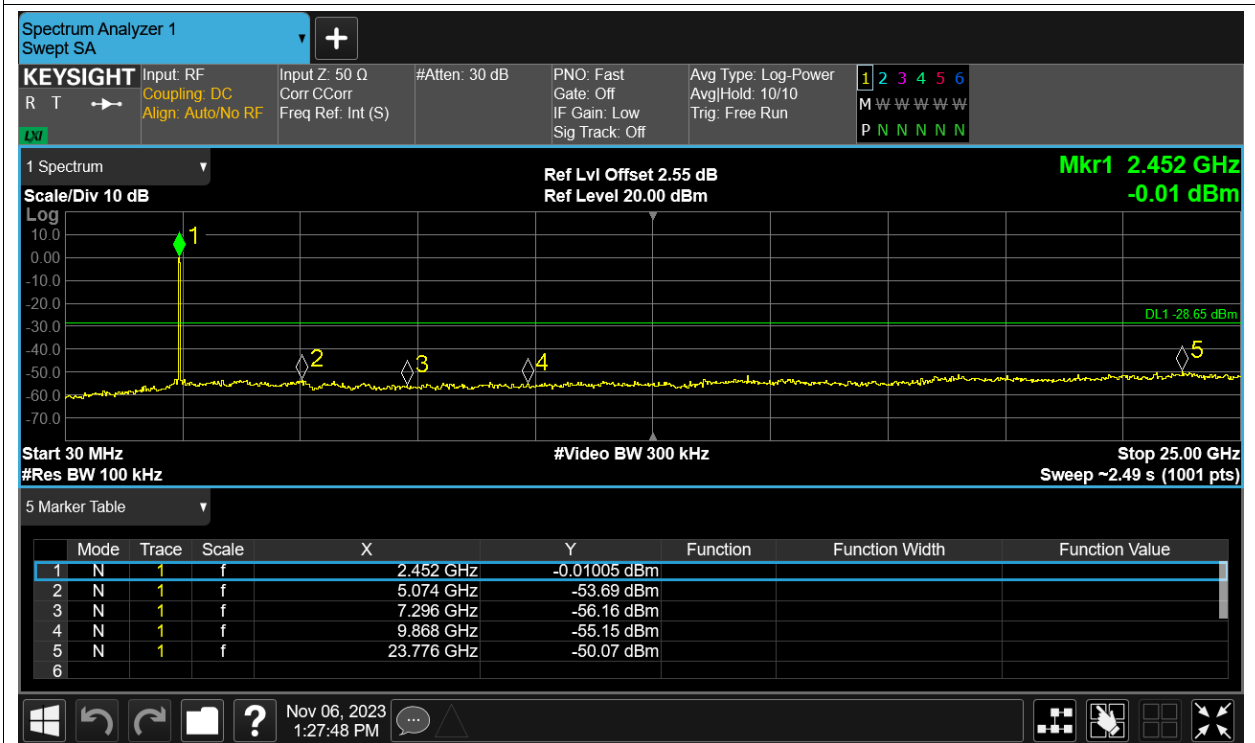 Spectrum Analyzer 1
Swept SA
KEYSIGHT Input: RF Input Z: 50 Ω #Atten: 30 dB PNO: Fast Avg Type: Log-Power 1 2 3 4 5 6
R T Coupling: DC Corr CCorr Gate: Off Avg|Hold: 10/10 M W W W W W
Align: Auto/No RF Freq Ref: Int (S) IF Gain: Low Trig: Free Run
LXI Sig Track: Off P N N N N N
1 Spectrum Ref Lvl Offset 2.55 dB Mkr1 2.452 GHz
Scale/Div 10 dB Ref Level 20.00 dBm -0.01 dBm
Log
10.0 1
0.00
-10.0
-20.0
DL1 -28.65 dBm
-30.0
-40.0
2 3 4 5
-50.0
-60.0
-70.0
Start 30 MHz #Video BW 300 kHz Stop 25.00 GHz
#Res BW 100 kHz Sweep ~2.49 s (1001 pts)
5 Marker Table
Mode Trace Scale X Y Function Function Width Function Value
1 N 1 f 2.452 GHz -0.01005 dBm
2 N 1 f 5.074 GHz -53.69 dBm
3 N 1 f 7.296 GHz -56.16 dBm
4 N 1 f 9.868 GHz -55.15 dBm
5 N 1 f 23.776 GHz -50.07 dBm
6
Nov 06, 2023
1:27:48 PM